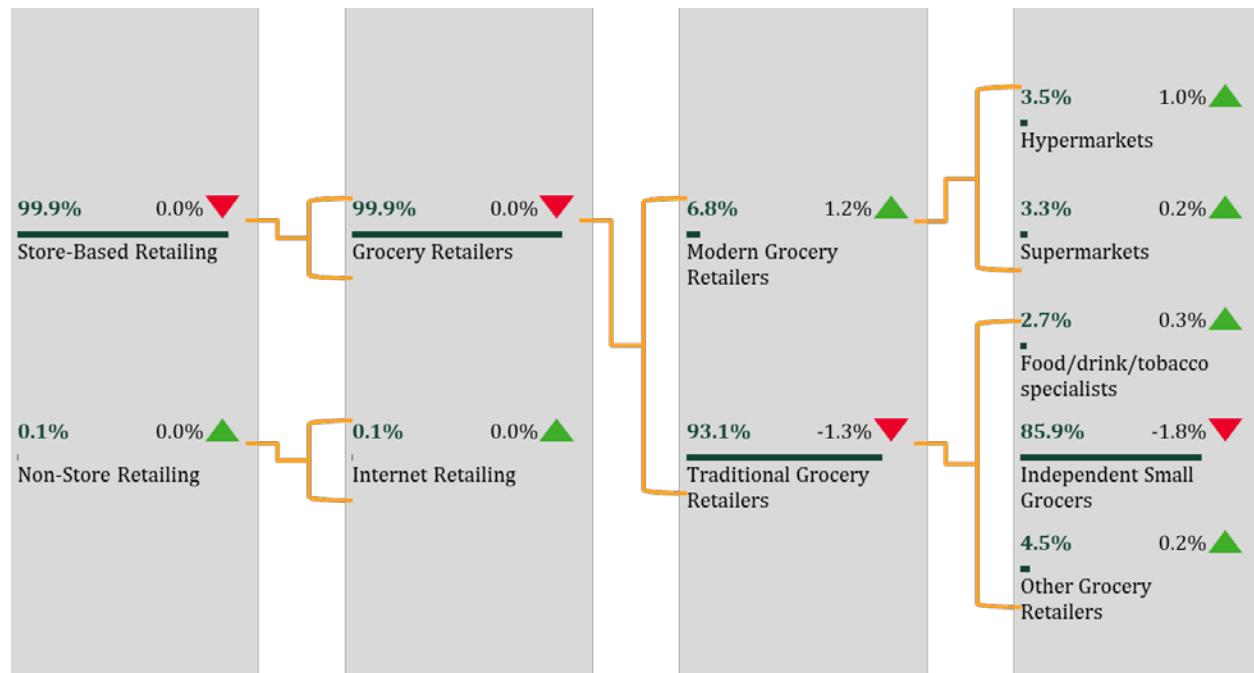 99.9% 0.0%
Store-Based Retailing
0.1% 0.0%
Non-Store Retailing
99.9% 0.0%
Grocery Retailers
0.1% 0.0%
Internet Retailing
6.8% 1.2%
Modern Grocery
Retailers
93.1% -1.3%
Traditional Grocery
Retailers
3.5% 1.0%
Hypermarkets
3.3% 0.2%
Supermarkets
2.7% 0.3%
Food/drink/tobacco
specialists
85.9% -1.8%
Independent Small
Grocers
4.5% 0.2%
Other Grocery
Retailers